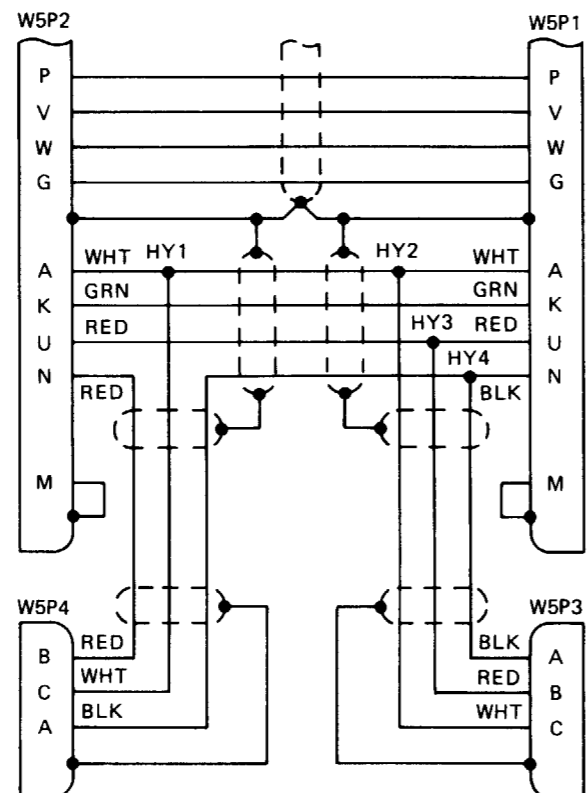 W5P2 W5P1
P P
V V
W W
G G
WHT HY1 HY2 WHT
A A
GRN GRN
K K
RED HY3 RED
U U
HY4
N N
RED BLK
M M
W5P4 W5P3
RED BLK
B A
WHT RED
C B
BLK WHT
A C